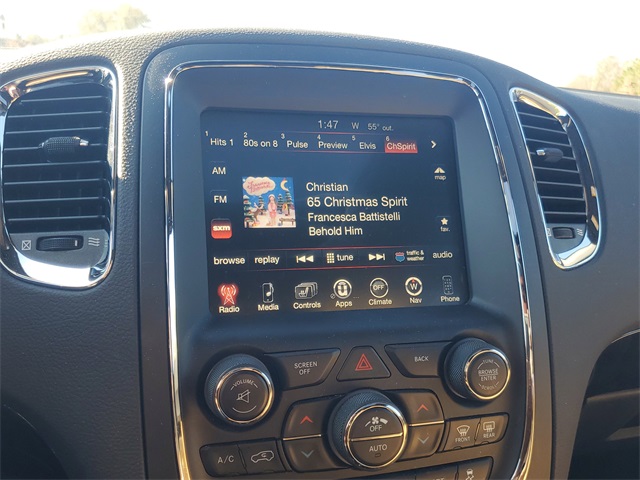 1:47 W 55° out.
1 Hits 1 2 80s on 8 3 Pulse 4 Preview 5 Elvis 6 ChSpirit
AM
map
Christian
65 Christmas Spirit
FM
Francesca Battistelli
fav.
sxm
Behold Him
browse replay tune traffic & weather audio
Radio Media Controls Apps OFF Climate W Nav Phone
SCREEN OFF BACK
VOLUME
BROWSE ENTER
OFF
AUTO
A/C FRONT REAR